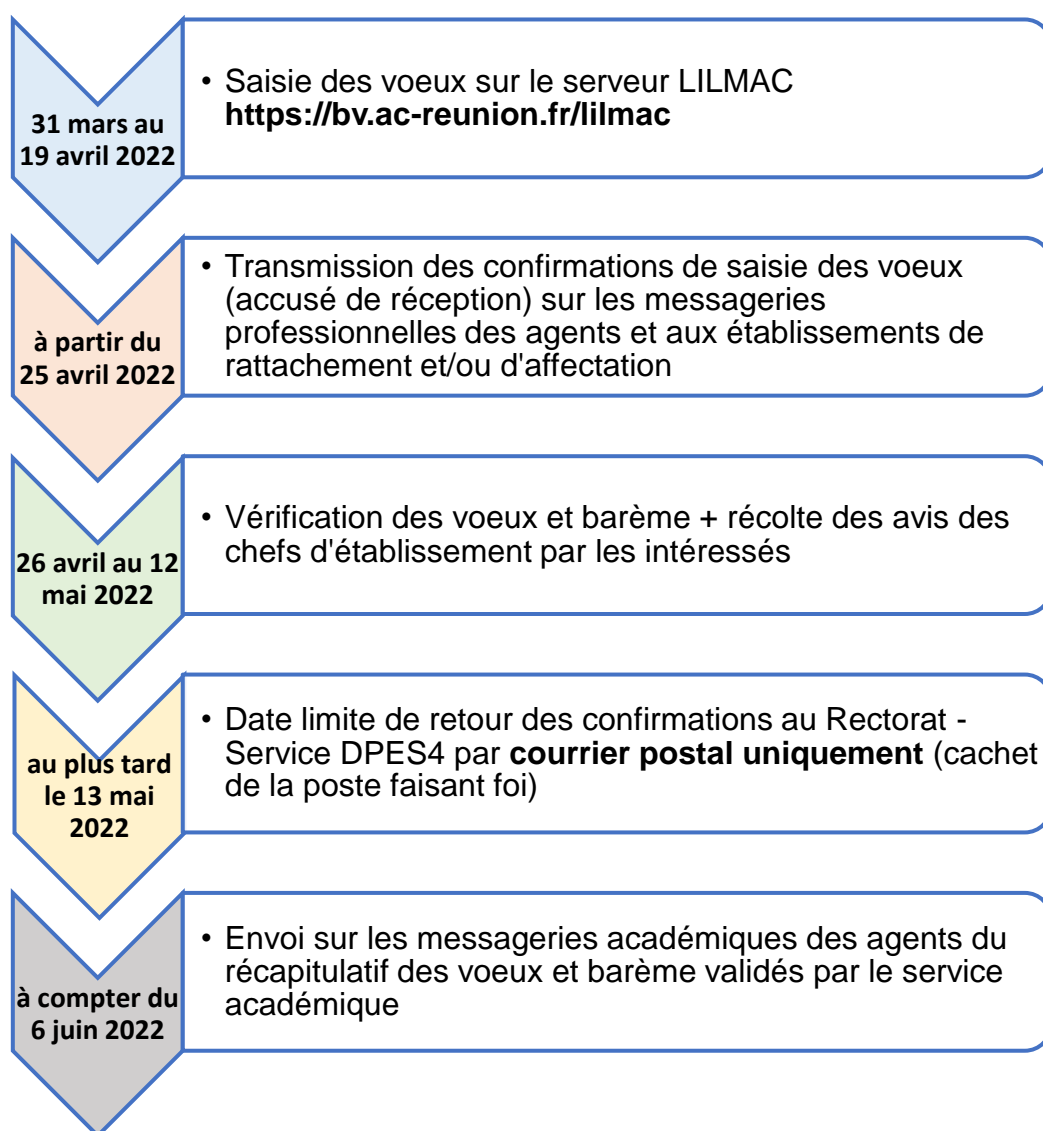 31 mars au
19 avril 2022
• Saisie des voeux sur le serveur LILMAC
https://bv.ac-reunion.fr/lilmac
à partir du
25 avril 2022
• Transmission des confirmations de saisie des voeux
(accusé de réception) sur les messageries
professionnelles des agents et aux établissements de
rattachement et/ou d'affectation
26 avril au 12
mai 2022
• Vérification des voeux et barème + récolte des avis des
chefs d'établissement par les intéressés
au plus tard
le 13 mai
2022
• Date limite de retour des confirmations au Rectorat -
Service DPES4 par courrier postal uniquement (cachet
de la poste faisant foi)
à compter du
6 juin 2022
• Envoi sur les messageries académiques des agents du
récapitulatif des voeux et barème validés par le service
académique